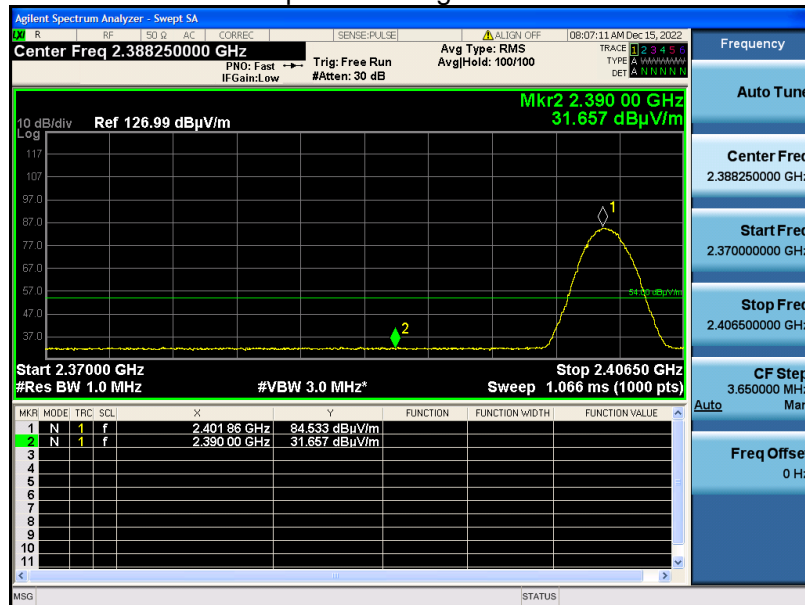 Agilent Spectrum Analyzer - Swept SA
LXI R RF 50 Ω AC CORREC SENSE:PULSE ALIGN OFF 08:07:11 AM Dec 15, 2022
Center Freq 2.388250000 GHz
PNO: Fast
IFGain:Low
Trig: Free Run
#Atten: 30 dB
Avg Type: RMS
Avg|Hold: 100/100
TRACE 1 2 3 4 5 6
TYPE A WWWWW
DET A N N N N N
Mkr2 2.390 00 GHz
31.657 dBµV/m
10 dB/div Ref 126.99 dBµV/m
Log
117
107
97.0
87.0
77.0
67.0
57.0
47.0
37.0
1
54.00 dBµV/m
2
Start 2.37000 GHz Stop 2.40650 GHz
#Res BW 1.0 MHz #VBW 3.0 MHz* Sweep 1.066 ms (1000 pts)
MKR MODE TRC SCL X Y FUNCTION FUNCTION WIDTH FUNCTION VALUE
1 N 1 f 2.401 86 GHz 84.533 dBµV/m
2 N 1 f 2.390 00 GHz 31.657 dBµV/m
3
4
5
6
7
8
9
10
11
MSG STATUS
Frequency
Auto Tune
Center Freq
2.388250000 GHz
Start Freq
2.370000000 GHz
Stop Freq
2.406500000 GHz
CF Step
3.650000 MHz
Auto Man
Freq Offset
0 Hz